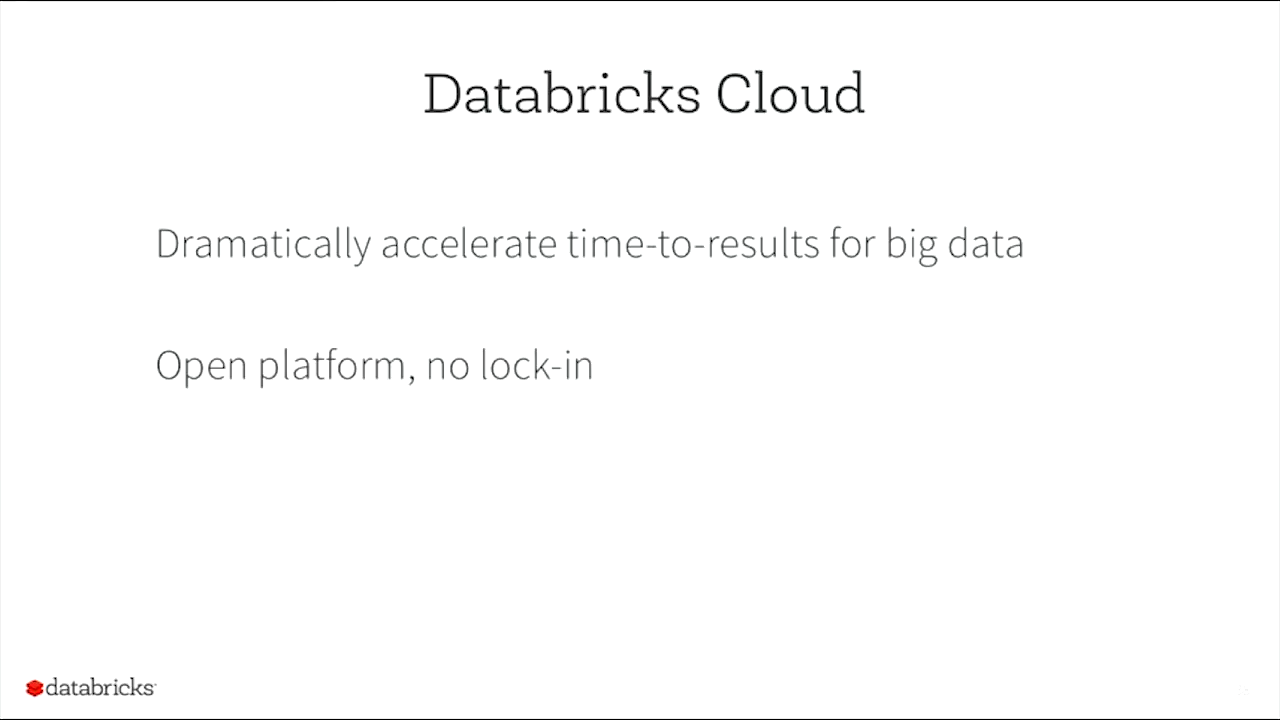 Databricks Cloud
Dramatically accelerate time-to-results for big data
Open platform, no lock-in
databricks